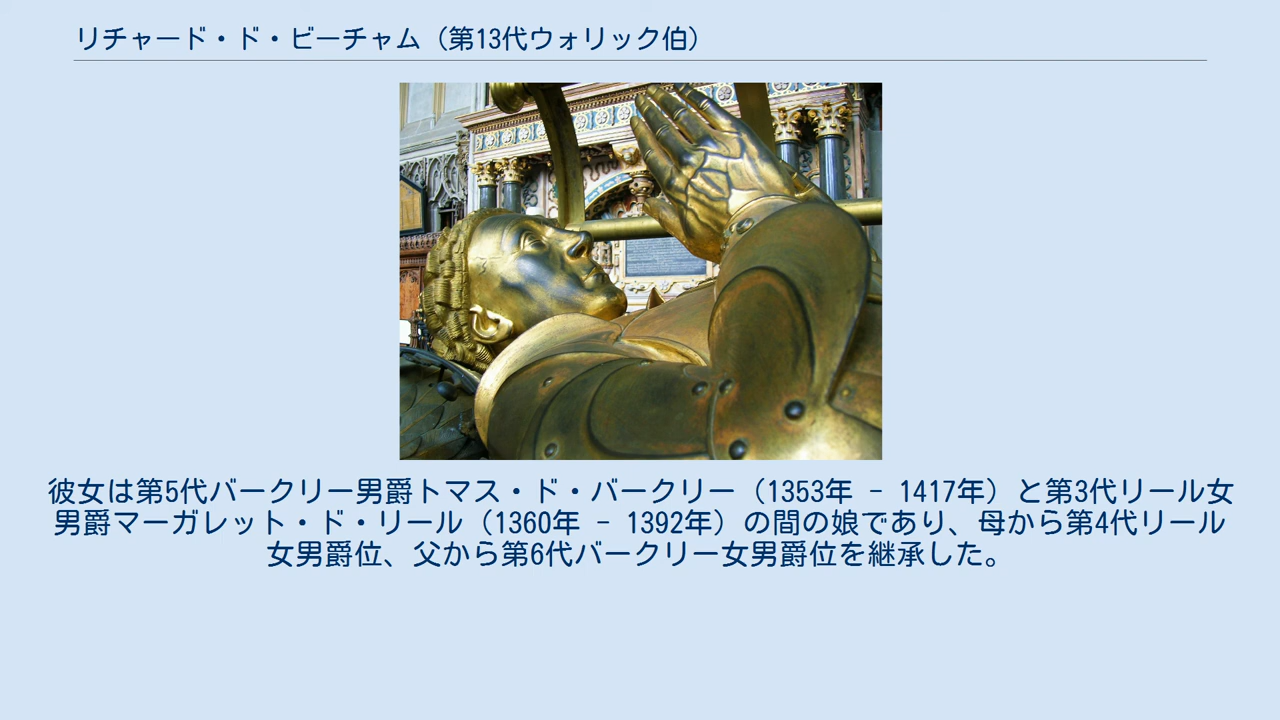 リチャード・ド・ビーチャム（第13代ウォリック伯）
彼女は第5代バークリー男爵トマス・ド・バークリー（1353年 - 1417年）と第3代リール女
男爵マーガレット・ド・リール（1360年 - 1392年）の間の娘であり、母から第4代リール
女男爵位、父から第6代バークリー女男爵位を継承した。